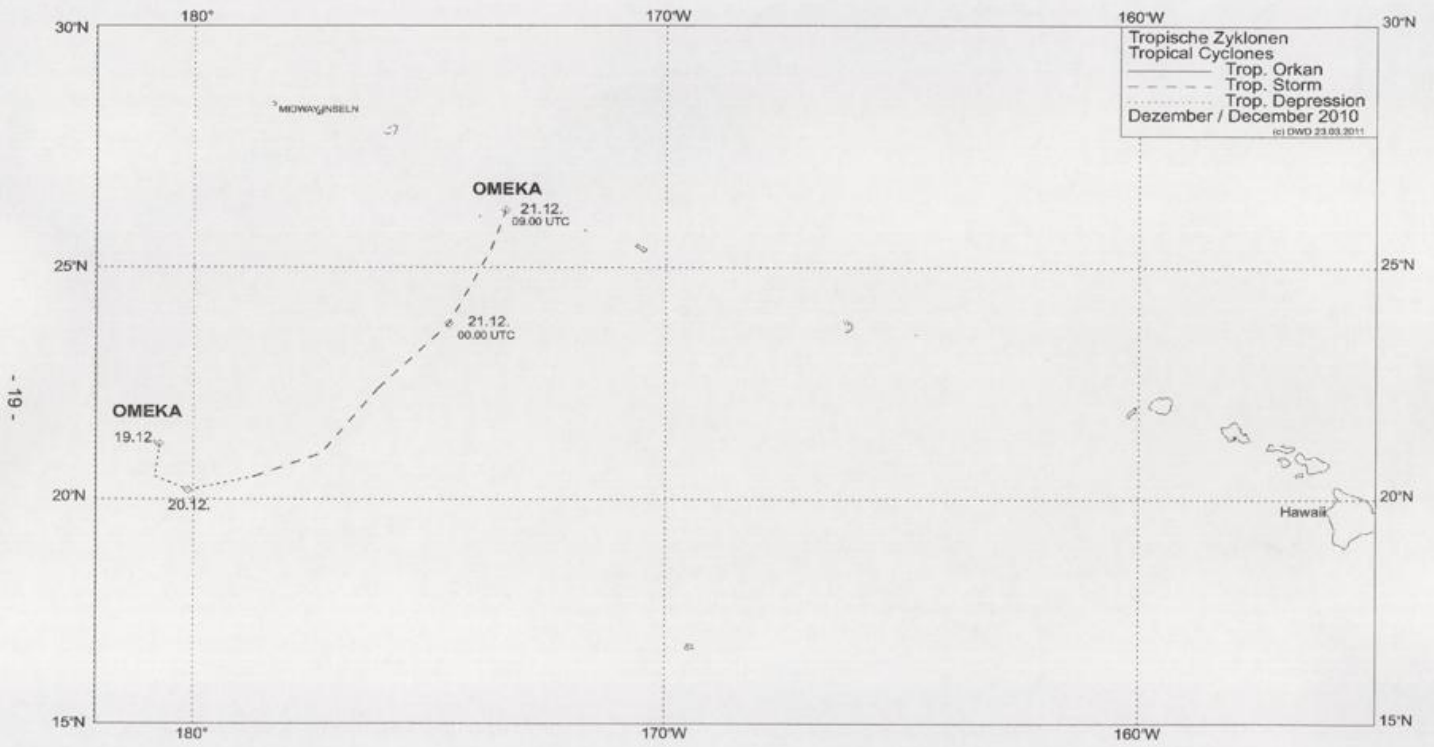 180°
170°W
160°W
30°N
30°N
Tropische Zyklonen
Tropical Cyclones
Trop. Orkan
Trop. Storm
Trop. Depression
Dezember / December 2010
(c) DWD 23.03.2011
MIDWAY-INSELN
OMEKA
21.12.
09.00 UTC
25°N
25°N
21.12.
00.00 UTC
- 19 -
OMEKA
19.12.
20°N
20°N
20.12.
Hawaii
15°N
15°N
180°
170°W
160°W